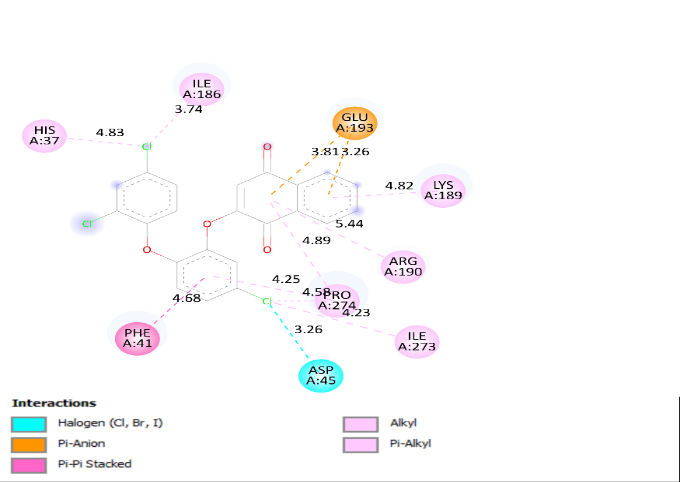 ILE
A:186
3.74
HIS
A:37
4.83
Cl
GLU
A:193
O
3.81
3.26
4.82
LYS
A:189
Cl
O
5.44
4.89
O
O
ARG
A:190
4.25
4.58
PRO
A:274
4.68
Cl
4.23
3.26
PHE
A:41
ILE
A:273
ASP
A:45
Interactions
Halogen (Cl, Br, I)
Pi-Anion
Pi-Pi Stacked
Alkyl
Pi-Alkyl